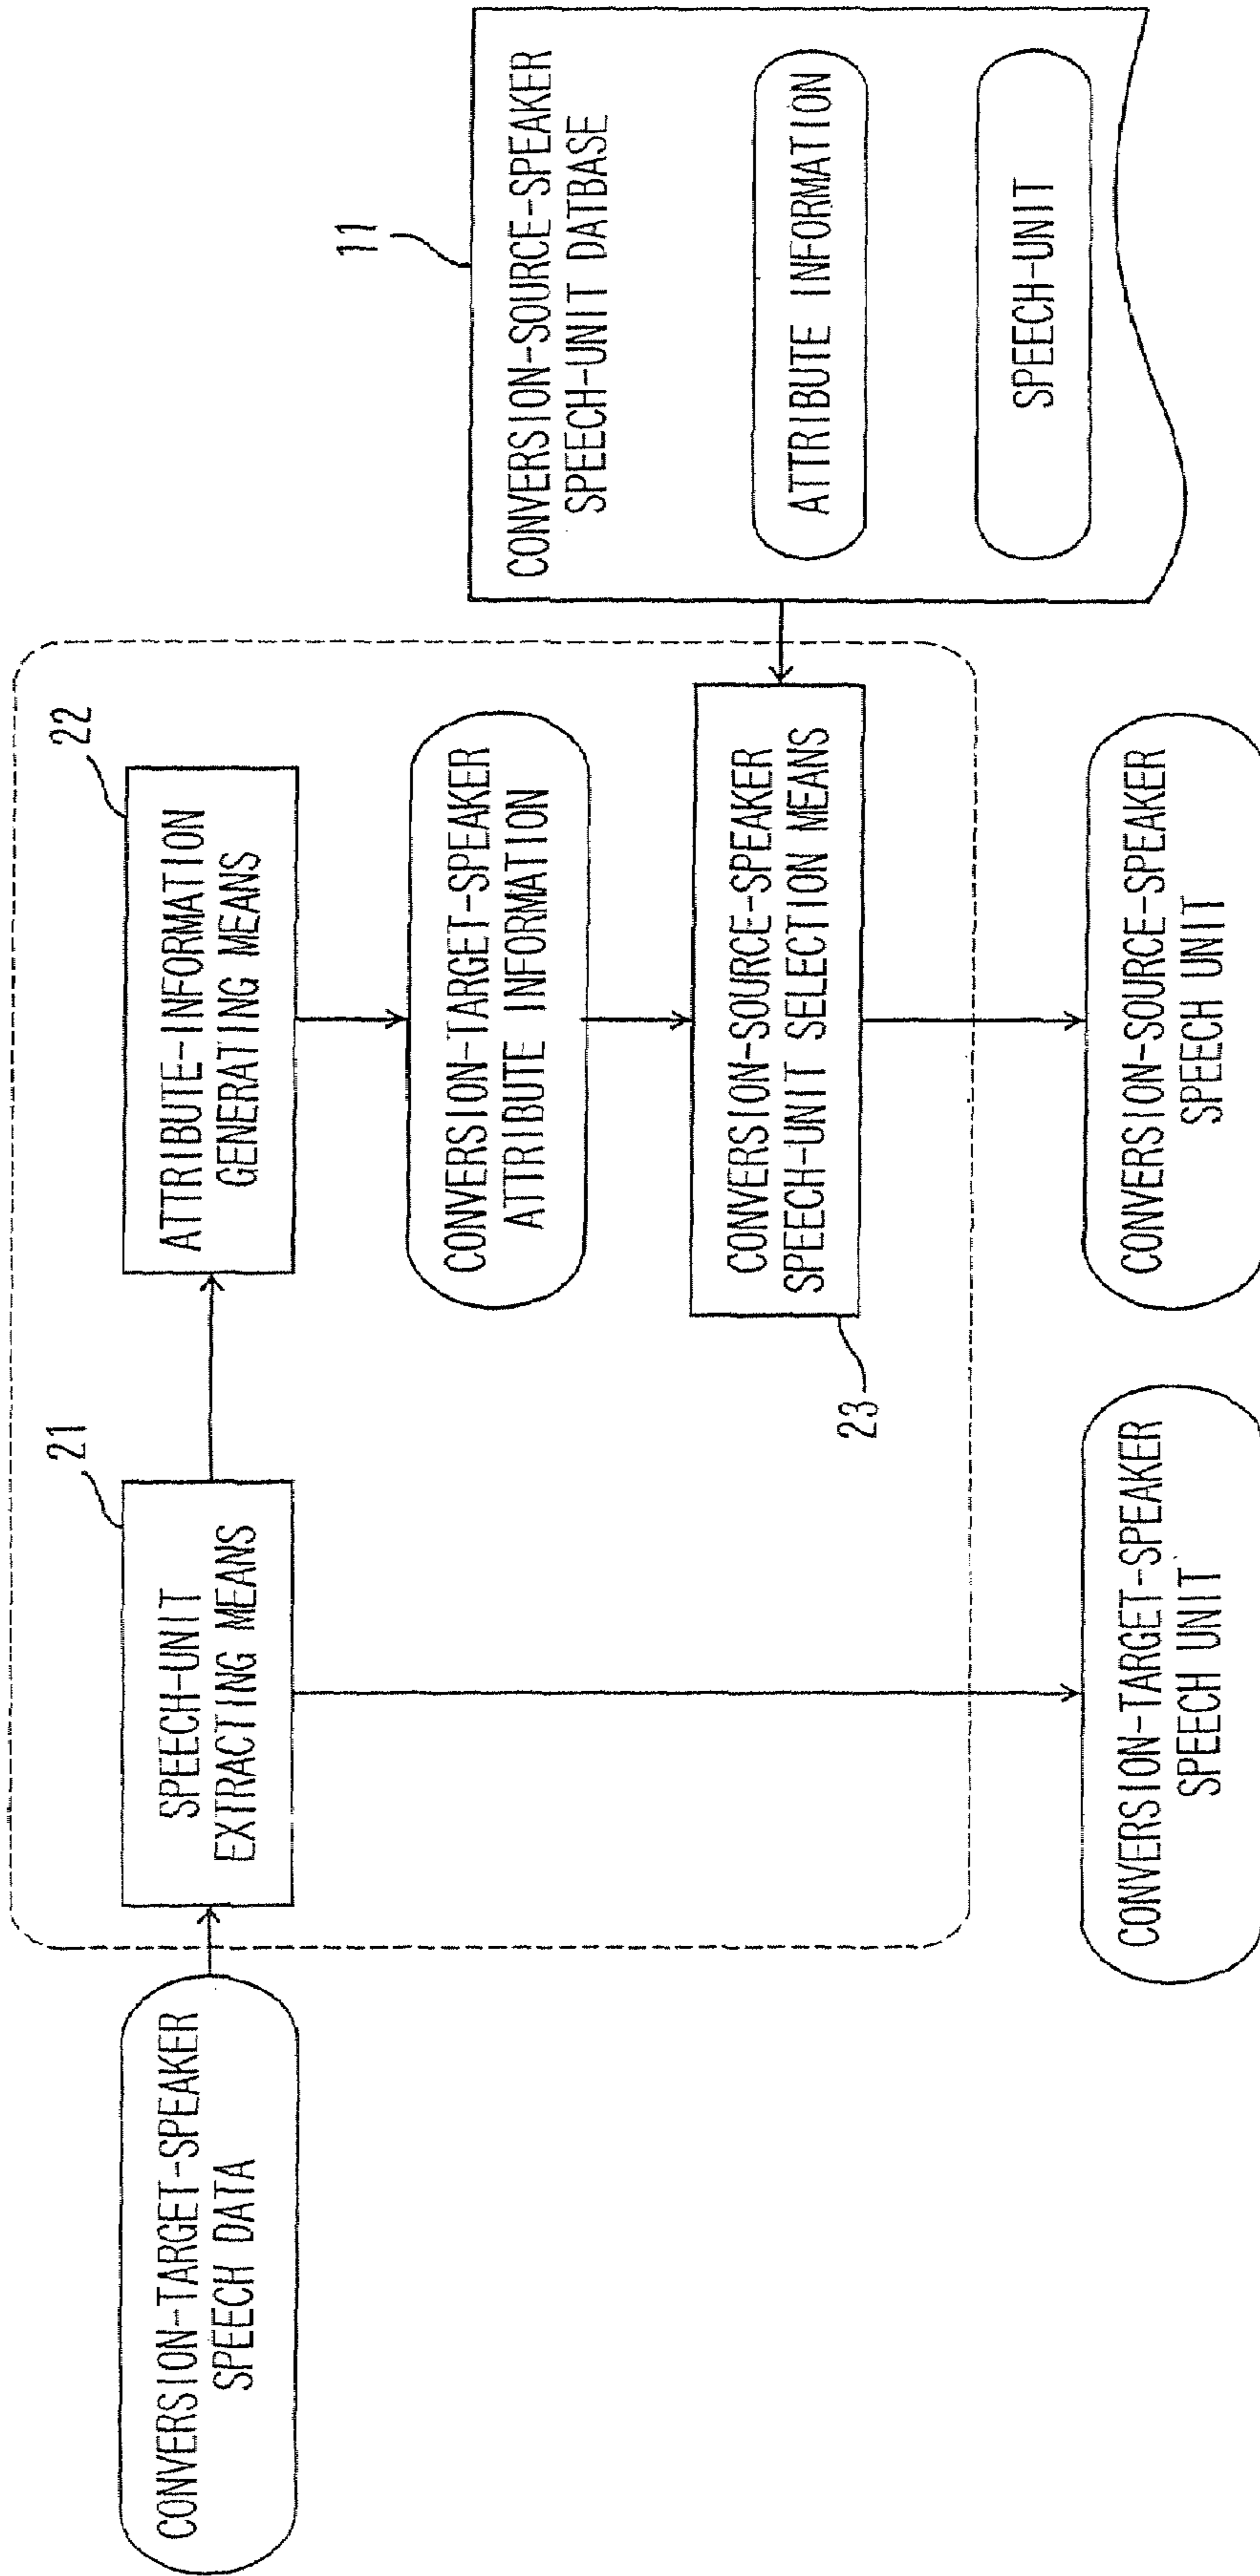 CONVERSION-TARGET-SPEAKER
SPEECH DATA
21
SPEECH-UNIT
EXTRACTING MEANS
22
ATTRIBUTE-INFORMATION
GENERATING MEANS
CONVERSION-TARGET-SPEAKER
ATTRIBUTE INFORMATION
23
CONVERSION-SOURCE-SPEAKER
SPEECH-UNIT SELECTION MEANS
11
CONVERSION-SOURCE-SPEAKER
SPEECH-UNIT DATBASE
ATTRIBUTE INFORMATION
SPEECH-UNIT
CONVERSION-TARGET-SPEAKER
SPEECH UNIT
CONVERSION-SOURCE-SPEAKER
SPEECH UNIT